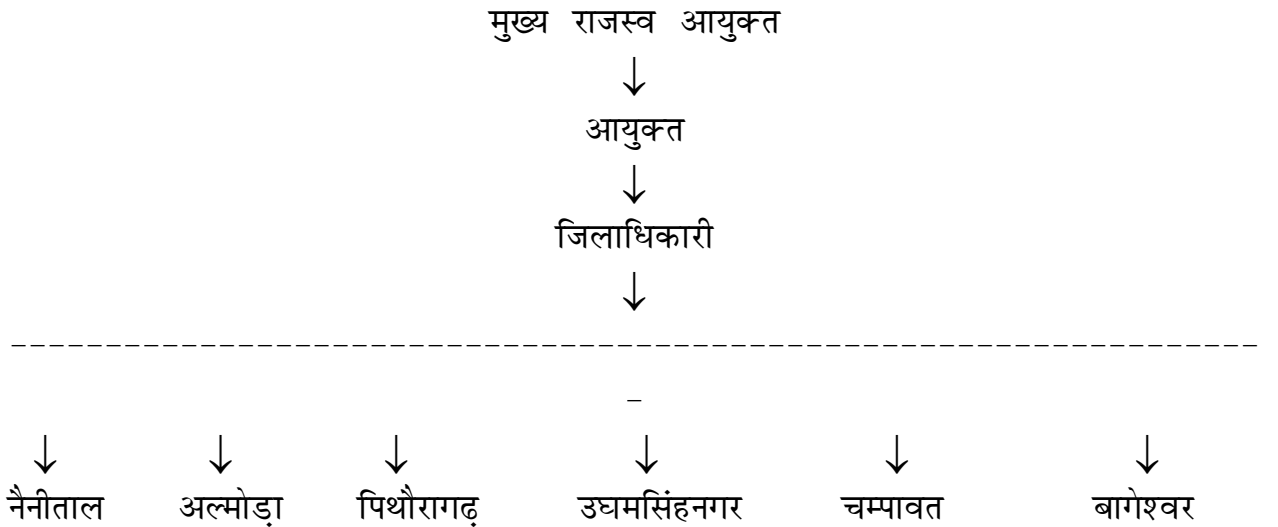 मुख्य राजस्व आयुक्त
↓
आयुक्त
↓
जिलाधिकारी
↓
------------------------------------------------------------------
-
↓ ↓ ↓ ↓ ↓ ↓
नैनीताल अल्मोड़ा पिथौरागढ़ उघमसिंहनगर चम्पावत बागेश्वर